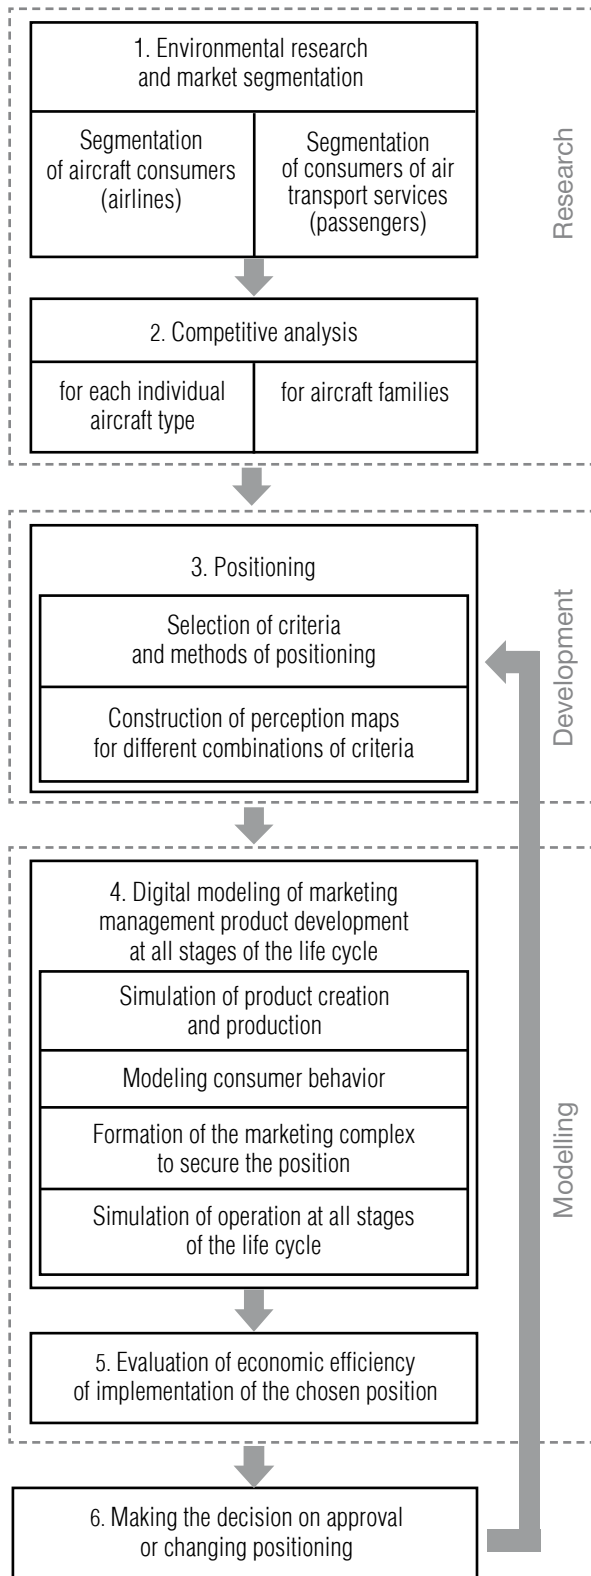 1. Environmental research
and market segmentation
Segmentation
of aircraft consumers
(airlines)
Segmentation
of consumers of air
transport services
(passengers)
Research
2. Competitive analysis
for each individual
aircraft type
for aircraft families
3. Positioning
Selection of criteria
and methods of positioning
Construction of perception maps
for different combinations of criteria
Development
4. Digital modeling of marketing
management product development
at all stages of the life cycle
Simulation of product creation
and production
Modeling consumer behavior
Formation of the marketing complex
to secure the position
Simulation of operation at all stages
of the life cycle
Modelling
5. Evaluation of economic efficiency
of implementation of the chosen position
6. Making the decision on approval
or changing positioning